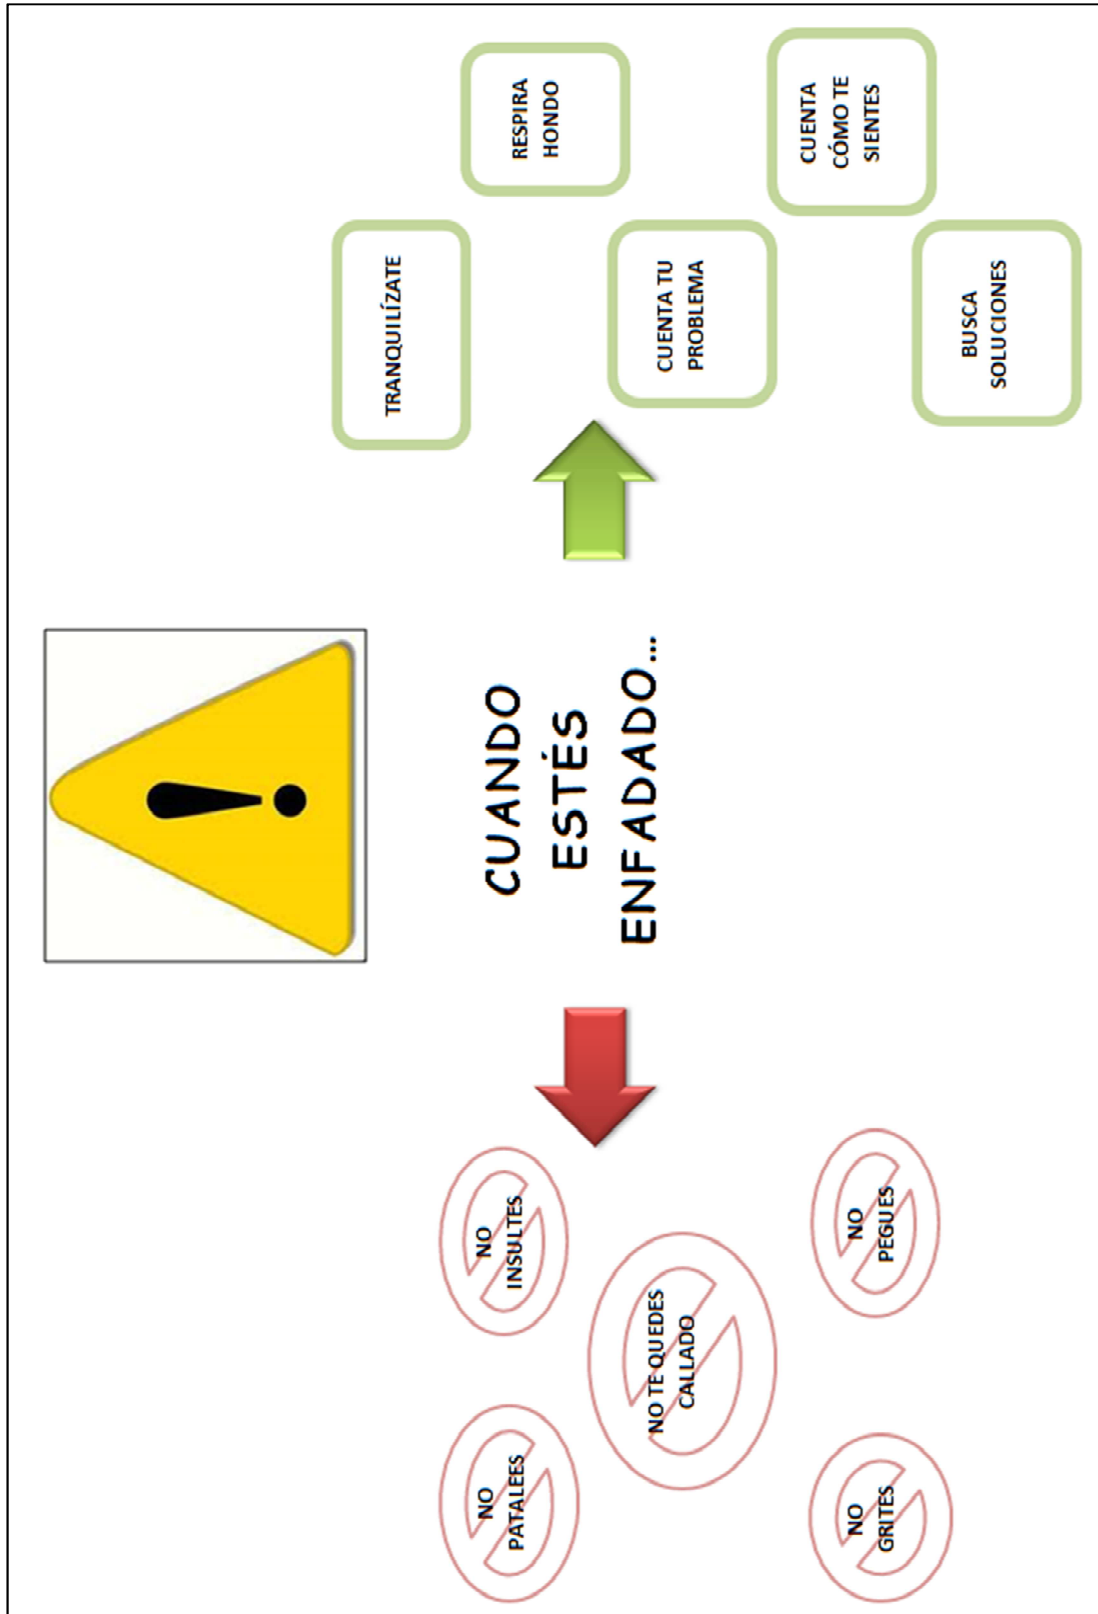 CUANDO
ESTÉS
ENFADADO...
NO
PATALEES
NO
INSULTES
NO TE QUEDES
CALLADO
NO
GRITES
NO
PEGUES
TRANQUILÍZATE
RESPIRA
HONDO
CUENTA TU
PROBLEMA
CUENTA
CÓMO TE
SIENTES
BUSCA
SOLUCIONES